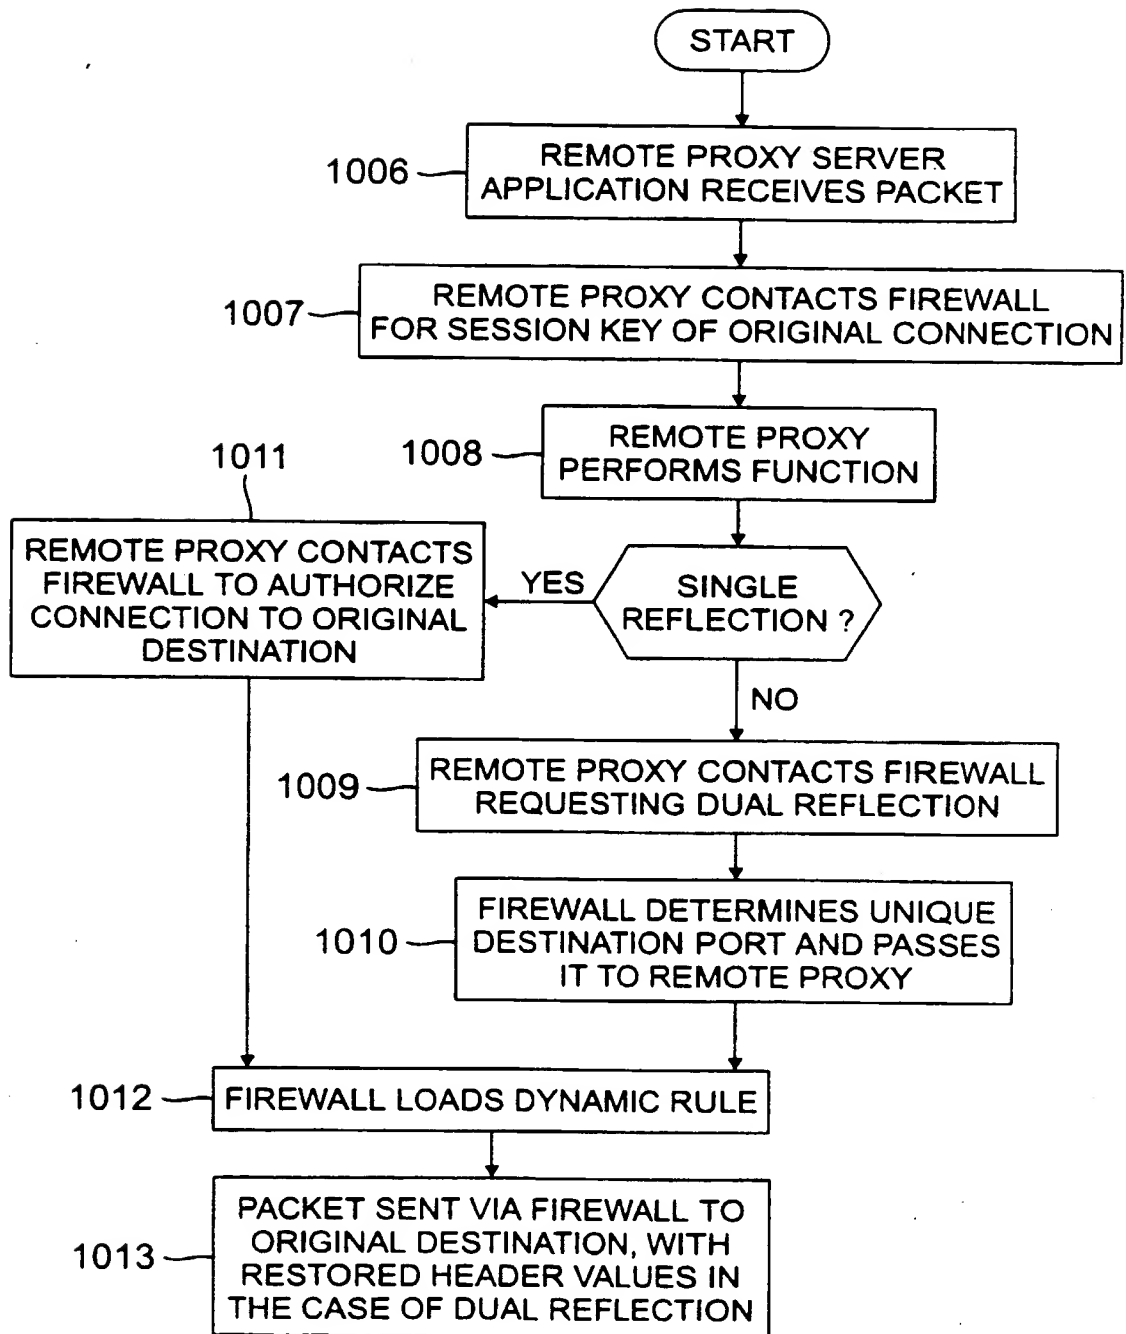 START
1006
REMOTE PROXY SERVER
APPLICATION RECEIVES PACKET
1007
REMOTE PROXY CONTACTS FIREWALL
FOR SESSION KEY OF ORIGINAL CONNECTION
1008
REMOTE PROXY
PERFORMS FUNCTION
1011
REMOTE PROXY CONTACTS
FIREWALL TO AUTHORIZE
CONNECTION TO ORIGINAL
DESTINATION
YES
SINGLE
REFLECTION ?
NO
1009
REMOTE PROXY CONTACTS FIREWALL
REQUESTING DUAL REFLECTION
1010
FIREWALL DETERMINES UNIQUE
DESTINATION PORT AND PASSES
IT TO REMOTE PROXY
1012
FIREWALL LOADS DYNAMIC RULE
1013
PACKET SENT VIA FIREWALL TO
ORIGINAL DESTINATION, WITH
RESTORED HEADER VALUES IN
THE CASE OF DUAL REFLECTION